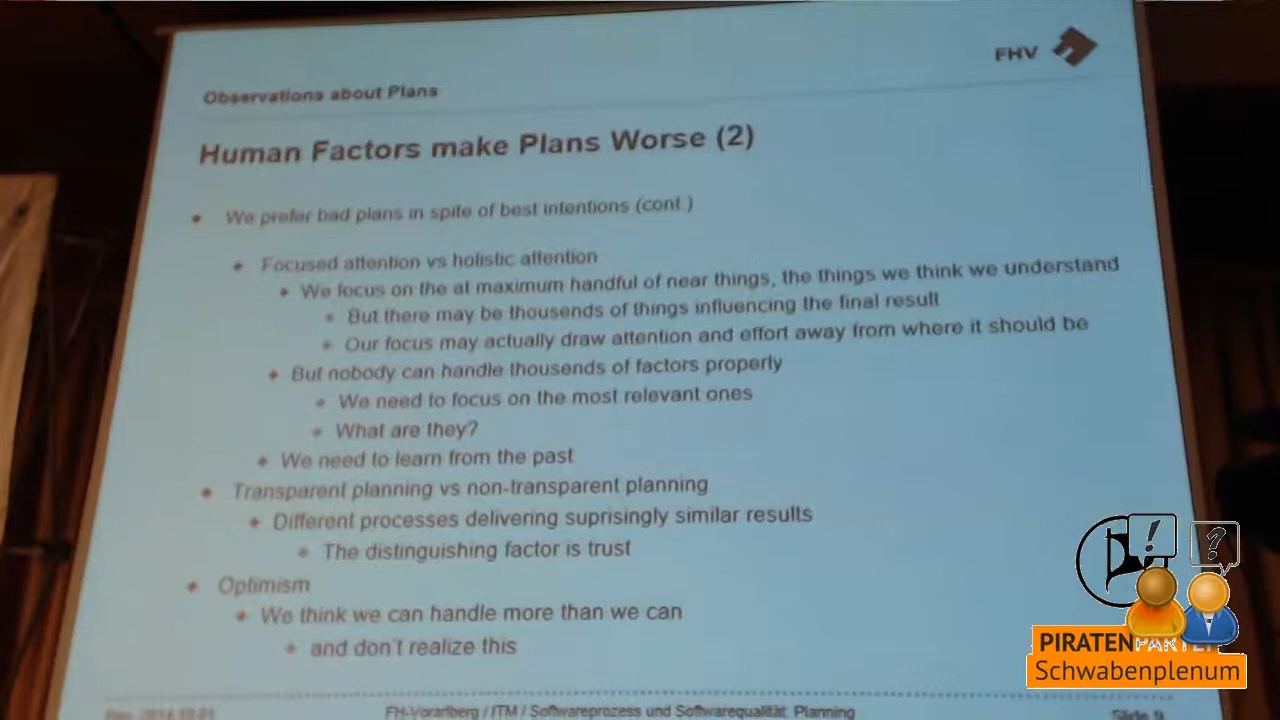 FHV
Observations about Plans
Human Factors make Plans Worse (2)
We prefer bad plans in spite of best intentions (cont.)
Focused attention vs holistic attention
We focus on the at maximum handful of near things, the things we think we understand
But there may be thousends of things influencing the final result
Our focus may actually draw attention and effort away from where it should be
But nobody can handle thousends of factors properly
We need to focus on the most relevant ones
What are they?
We need to learn from the past
Transparent planning vs non-transparent planning
Different processes delivering suprisingly similar results
The distinguishing factor is trust
Optimism
We think we can handle more than we can
and don't realize this
FH-Vorarlberg / ITM / Softwareprozess und Softwarequalität: Planning
Slide 9
! ?
PIRATENPARTEI
Schwabenplenum